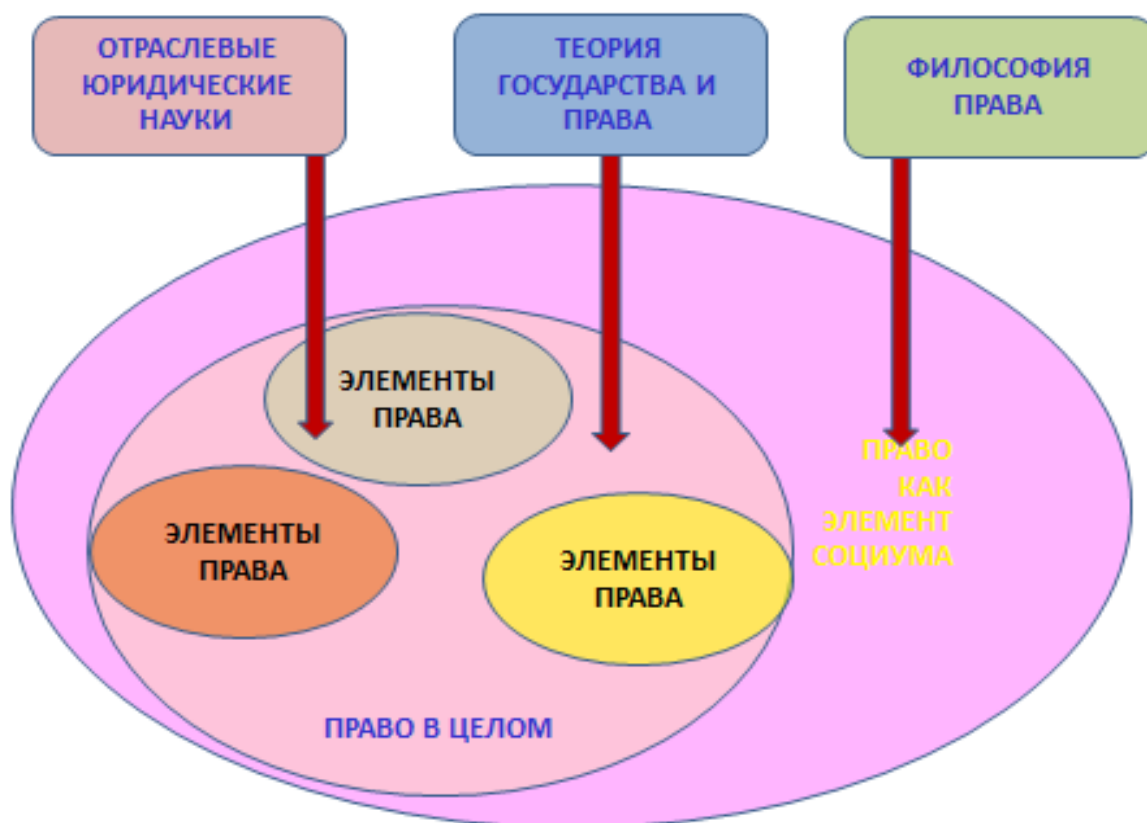 ОТРАСЛЕВЫЕ
ЮРИДИЧЕСКИЕ
НАУКИ
ТЕОРИЯ
ГОСУДАРСТВА И
ПРАВА
ФИЛОСОФИЯ
ПРАВА
ЭЛЕМЕНТЫ
ПРАВА
ЭЛЕМЕНТЫ
ПРАВА
ЭЛЕМЕНТЫ
ПРАВА
ПРАВО
КАК
ЭЛЕМЕНТ
СОЦИУМА
ПРАВО В ЦЕЛОМ